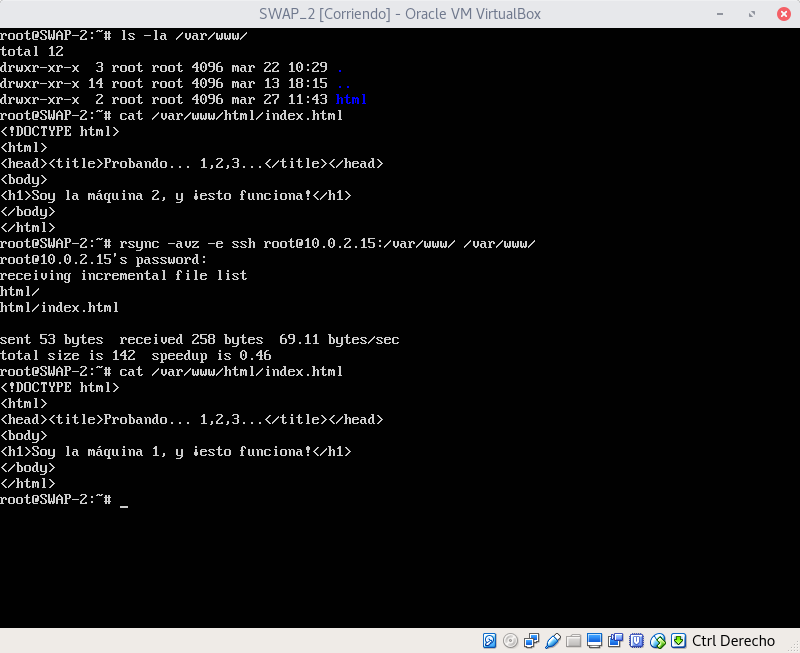 SWAP_2 [Corriendo] - Oracle VM VirtualBox
root@SWAP-2:~# ls -la /var/www/
total 12
drwxr-xr-x  3 root root 4096 mar 22 10:29 .
drwxr-xr-x 14 root root 4096 mar 13 18:15 ..
drwxr-xr-x  2 root root 4096 mar 27 11:43 html
root@SWAP-2:~# cat /var/www/html/index.html
<!DOCTYPE html>
<html>
<head><title>Probando... 1,2,3...</title></head>
<body>
<h1>Soy la máquina 2, y ¡esto funciona!</h1>
</body>
</html>
root@SWAP-2:~# rsync -avz -e ssh root@10.0.2.15:/var/www/ /var/www/
root@10.0.2.15's password:
receiving incremental file list
html/
html/index.html
sent 53 bytes  received 258 bytes  69.11 bytes/sec
total size is 142  speedup is 0.46
root@SWAP-2:~# cat /var/www/html/index.html
<!DOCTYPE html>
<html>
<head><title>Probando... 1,2,3...</title></head>
<body>
<h1>Soy la máquina 1, y ¡esto funciona!</h1>
</body>
</html>
root@SWAP-2:~# _
Ctrl Derecho